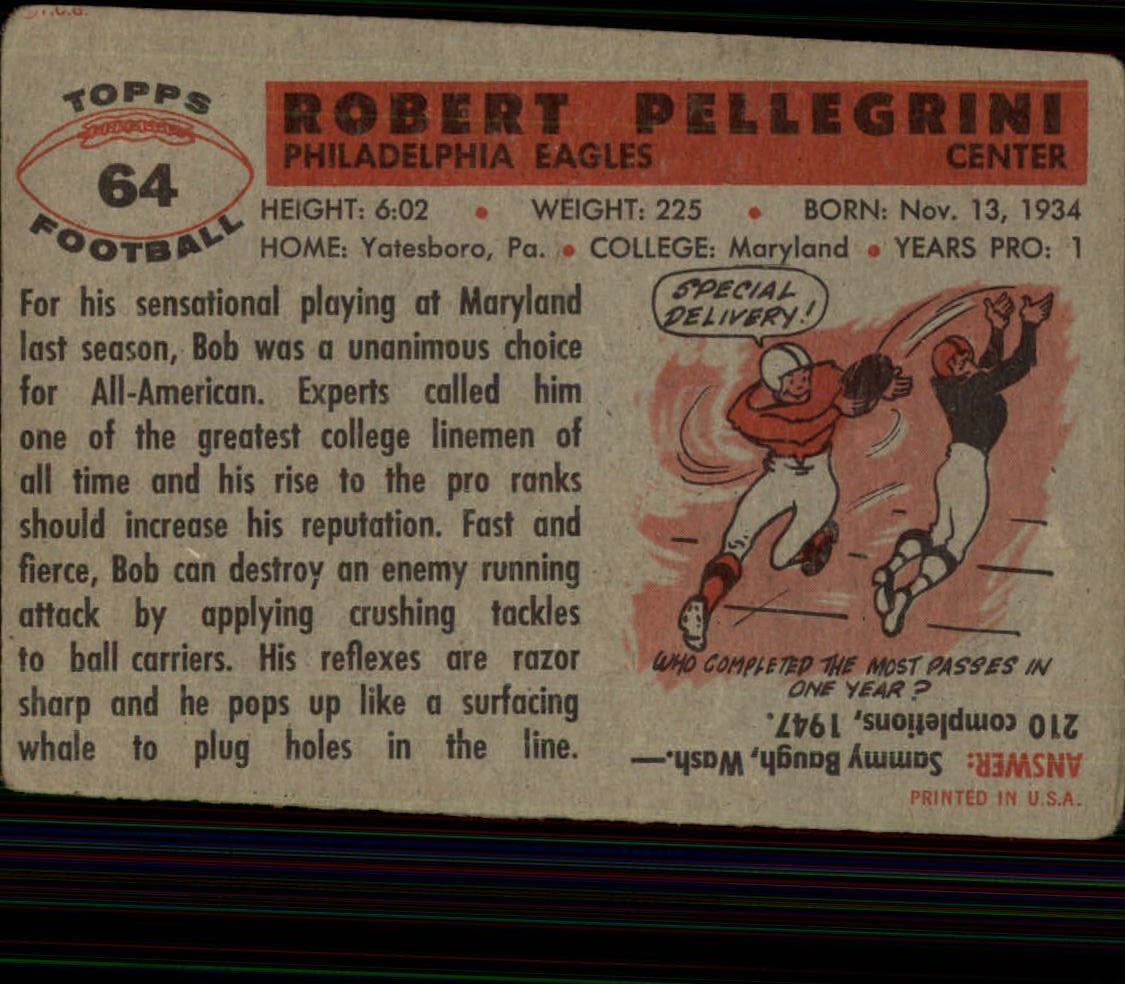 T.C.G.
TOPPS
64
FOOTBALL
ROBERT PELLEGRINI
PHILADELPHIA EAGLES CENTER
HEIGHT: 6:02 • WEIGHT: 225 • BORN: Nov. 13, 1934
HOME: Yatesboro, Pa. • COLLEGE: Maryland • YEARS PRO: 1
For his sensational playing at Maryland
last season, Bob was a unanimous choice
for All-American. Experts called him
one of the greatest college linemen of
all time and his rise to the pro ranks
should increase his reputation. Fast and
fierce, Bob can destroy an enemy running
attack by applying crushing tackles
to ball carriers. His reflexes are razor
sharp and he pops up like a surfacing
whale to plug holes in the line.
SPECIAL
DELIVERY!
WHO COMPLETED THE MOST PASSES IN
ONE YEAR?
ANSWER: Sammy Baugh, Wash.—
210 completions, 1947.
PRINTED IN U.S.A.